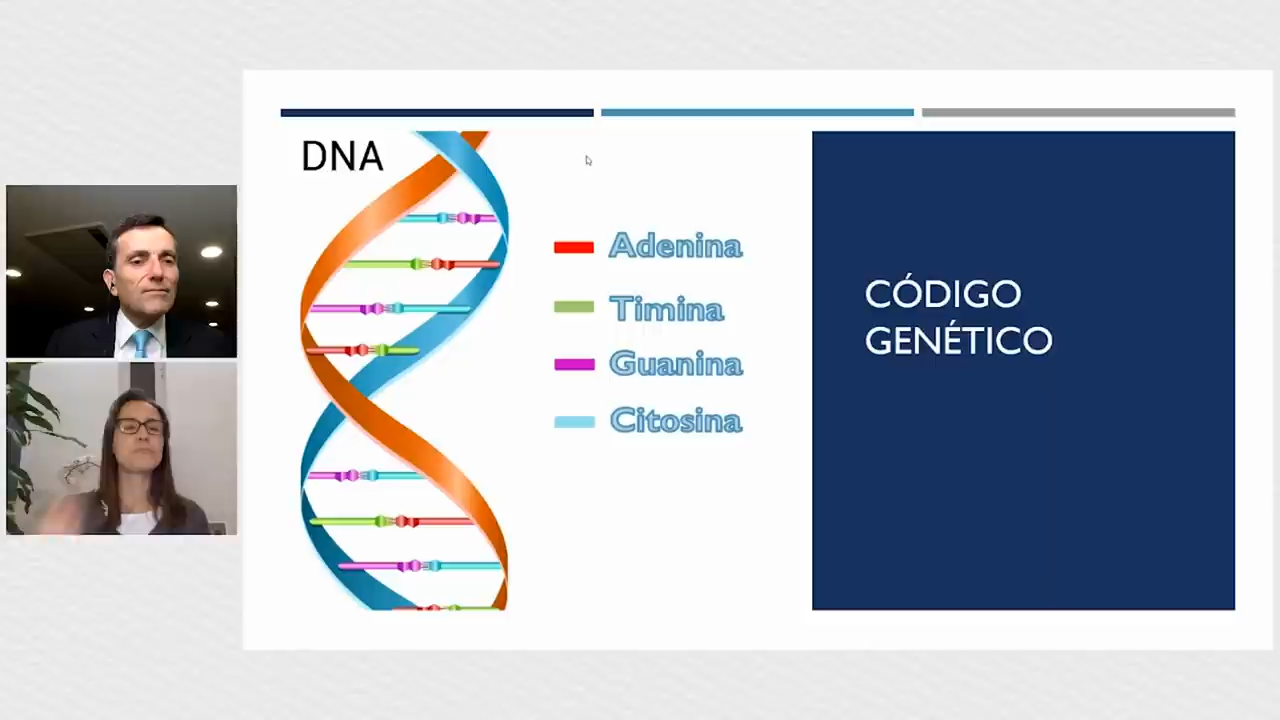 DNA
Adenina
Timina
Guanina
Citosina
CÓDIGO
GENÉTICO